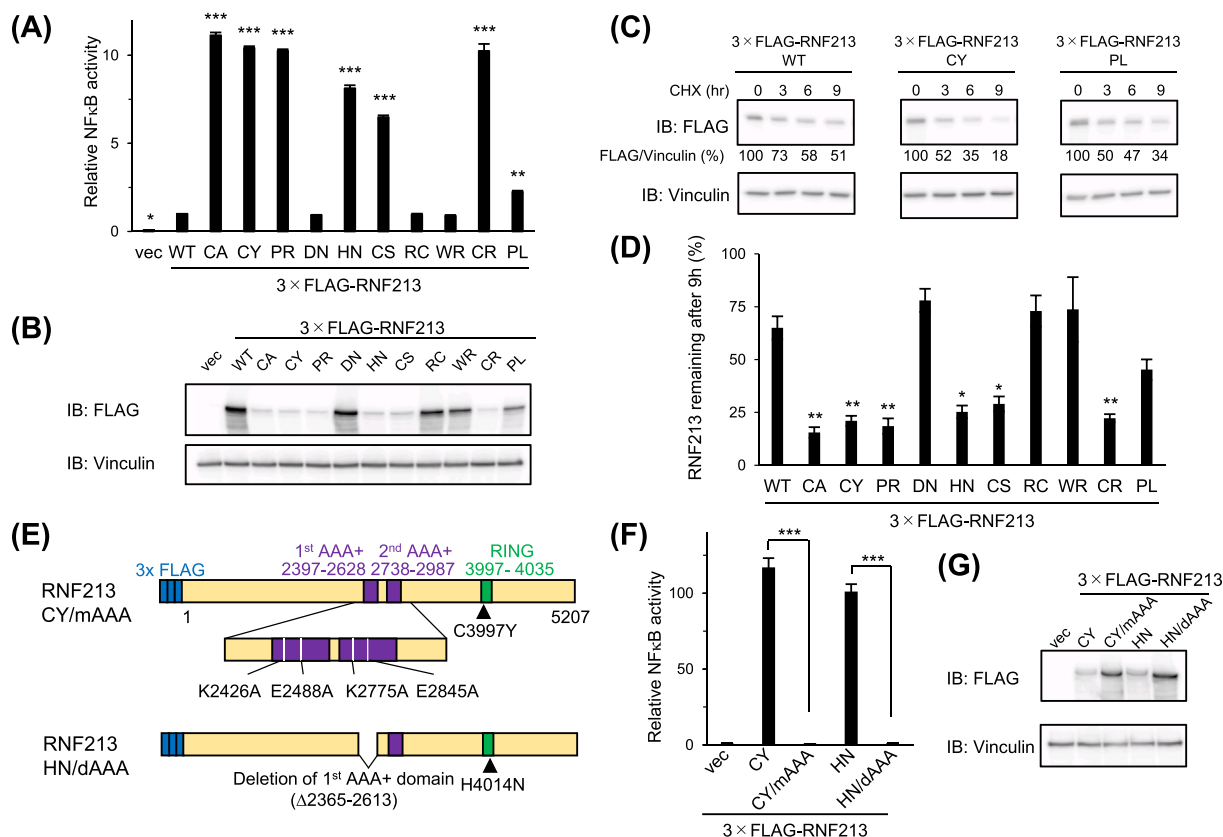 (A)
Relative NFκB activity
10
5
0
*
***
***
***
***
***
***
**
vec WT CA CY PR DN HN CS RC WR CR PL
3×FLAG-RNF213
(B)
3×FLAG-RNF213
vec WT CA CY PR DN HN CS RC WR CR PL
IB: FLAG
IB: Vinculin
(C)
3×FLAG-RNF213
WT
3×FLAG-RNF213
CY
3×FLAG-RNF213
PL
CHX (hr) 0 3 6 9 0 3 6 9 0 3 6 9
IB: FLAG
FLAG/Vinculin (%) 100 73 58 51 100 52 35 18 100 50 47 34
IB: Vinculin
(D)
RNF213 remaining after 9h (%)
100
75
50
25
0
**
**
**
*
*
**
WT CA CY PR DN HN CS RC WR CR PL
3×FLAG-RNF213
(E)
1st AAA+ 2nd AAA+ RING
3x FLAG 2397-2628 2738-2987 3997- 4035
RNF213
CY/mAAA
1 5207
C3997Y
K2426A E2488A K2775A E2845A
RNF213
HN/dAAA
Deletion of 1st AAA+ domain
(Δ2365-2613)
H4014N
(F)
Relative NFκB activity
100
50
0
***
***
vec CY CY/mAAA HN HN/dAAA
3×FLAG-RNF213
(G)
3×FLAG-RNF213
vec CY CY/mAAA HN HN/dAAA
IB: FLAG
IB: Vinculin